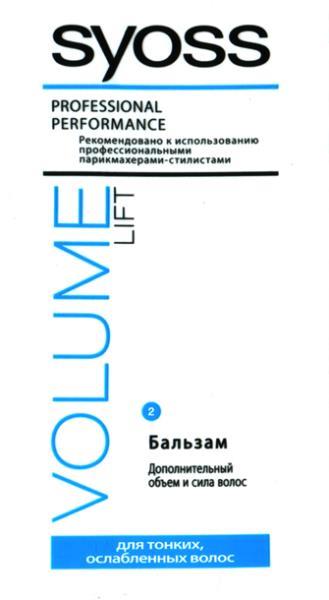 syoss
PROFESSIONAL
PERFORMANCE
Рекомендовано к использованию
профессиональными
парикмахерами-стилистами
VOLUME
LIFT
2
Бальзам
Дополнительный
объем и сила волос
для тонких,
ослабленных волос